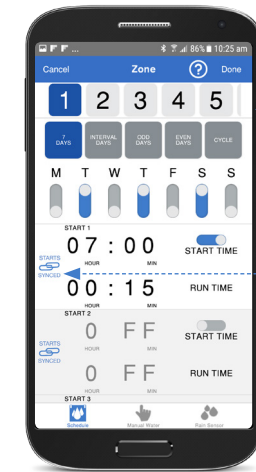 86% 10:25 am
Cancel Zone ? Done
1 2 3 4 5
7 DAYS INTERVAL DAYS ODD DAYS EVEN DAYS CYCLE
M T W T F S S
START 1
07 : 00 START TIME
HOUR MIN
STARTS SYNCED
00 : 15 RUN TIME
HOUR MIN
START 2
0 FF START TIME
HOUR MIN
STARTS SYNCED
0 FF RUN TIME
HOUR MIN
START 3
Schedule Manual Water Rain Sensor